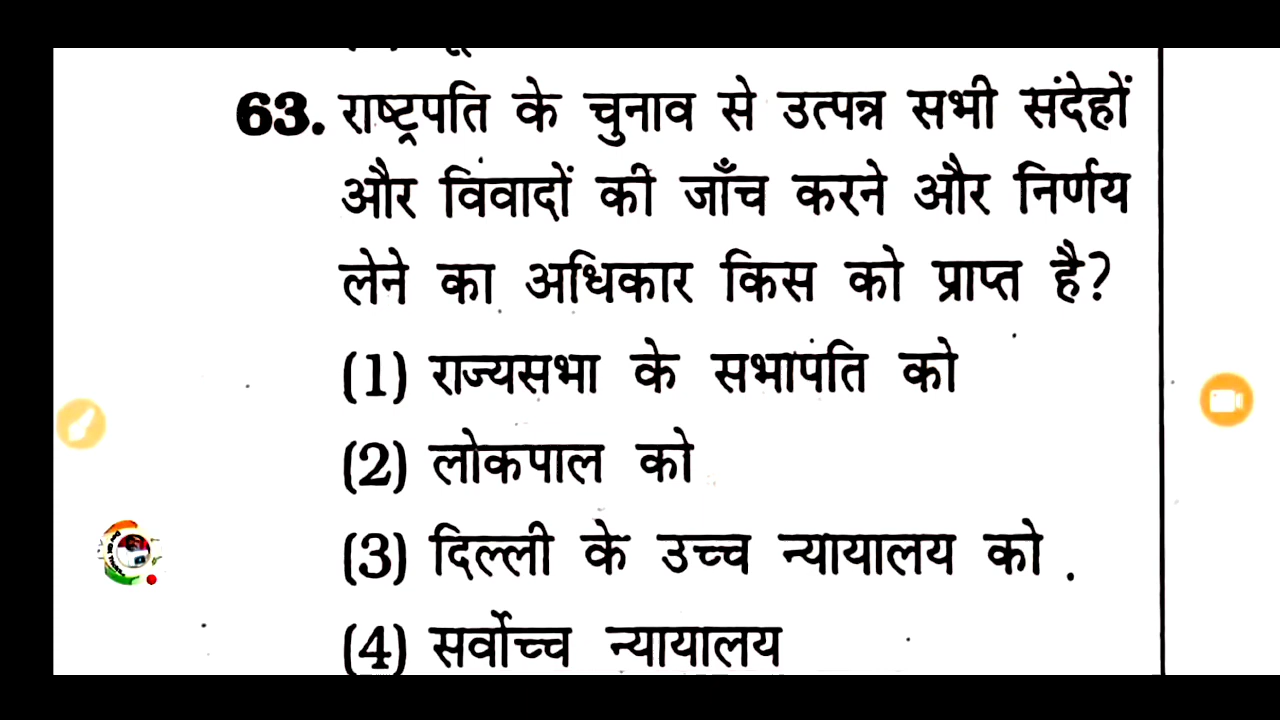 63. राष्ट्रपति के चुनाव से उत्पन्न सभी संदेहों
और विवादों की जाँच करने और निर्णय
लेने का अधिकार किस को प्राप्त है?
(1) राज्यसभा के सभापति को
(2) लोकपाल को
(3) दिल्ली के उच्च न्यायालय को .
(4) सर्वोच्च न्यायालय